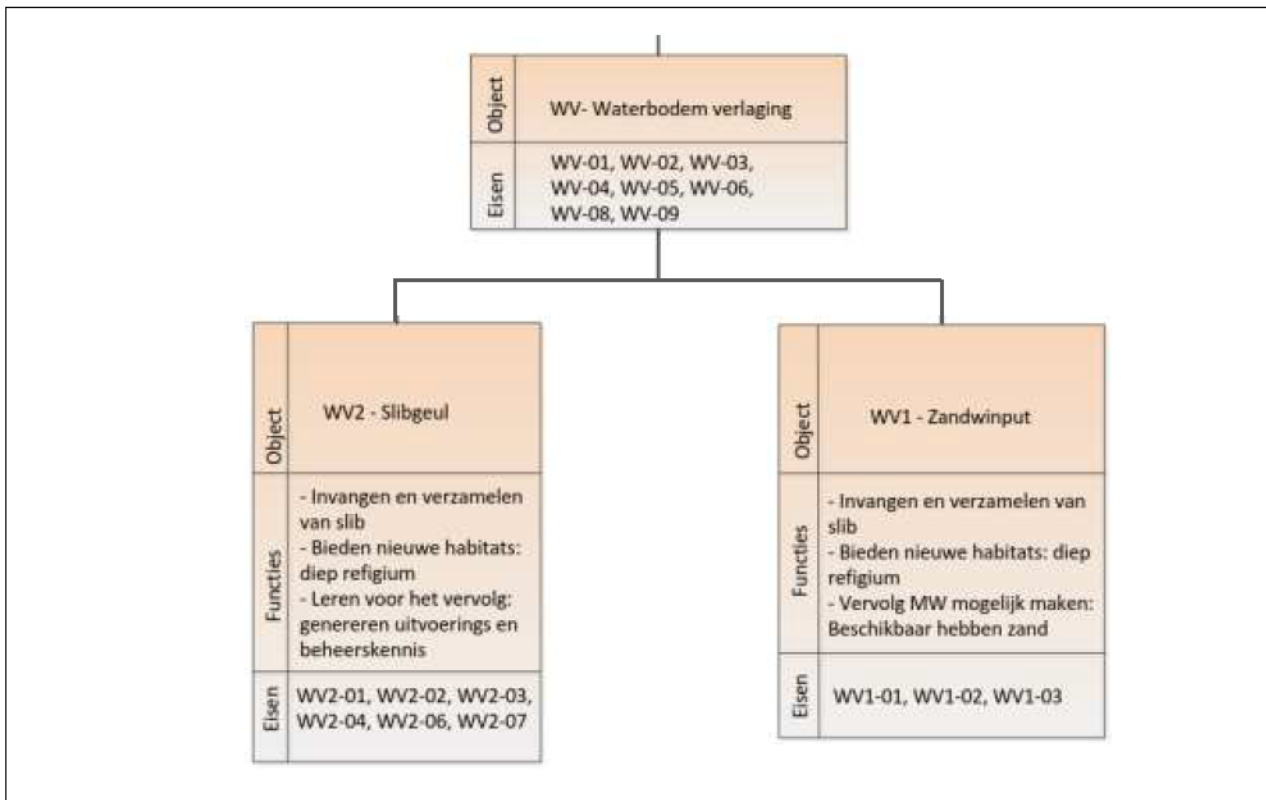 Object
WV- Waterbodem verlaging
Eisen
WV-01, WV-02, WV-03,
WV-04, WV-05, WV-06,
WV-08, WV-09
Object
WV2 - Slibgeul
Functies
- Invangen en verzamelen
van slib
- Bieden nieuwe habitats:
diep refigium
- Leren voor het vervolg:
genereren uitvoerings en
beheerskennis
Eisen
WV2-01, WV2-02, WV2-03,
WV2-04, WV2-06, WV2-07
Object
WV1 - Zandwinput
Functies
- Invangen en verzamelen van
slib
- Bieden nieuwe habitats: diep
refigium
- Vervolg MW mogelijk maken:
Beschikbaar hebben zand
Eisen
WV1-01, WV1-02, WV1-03